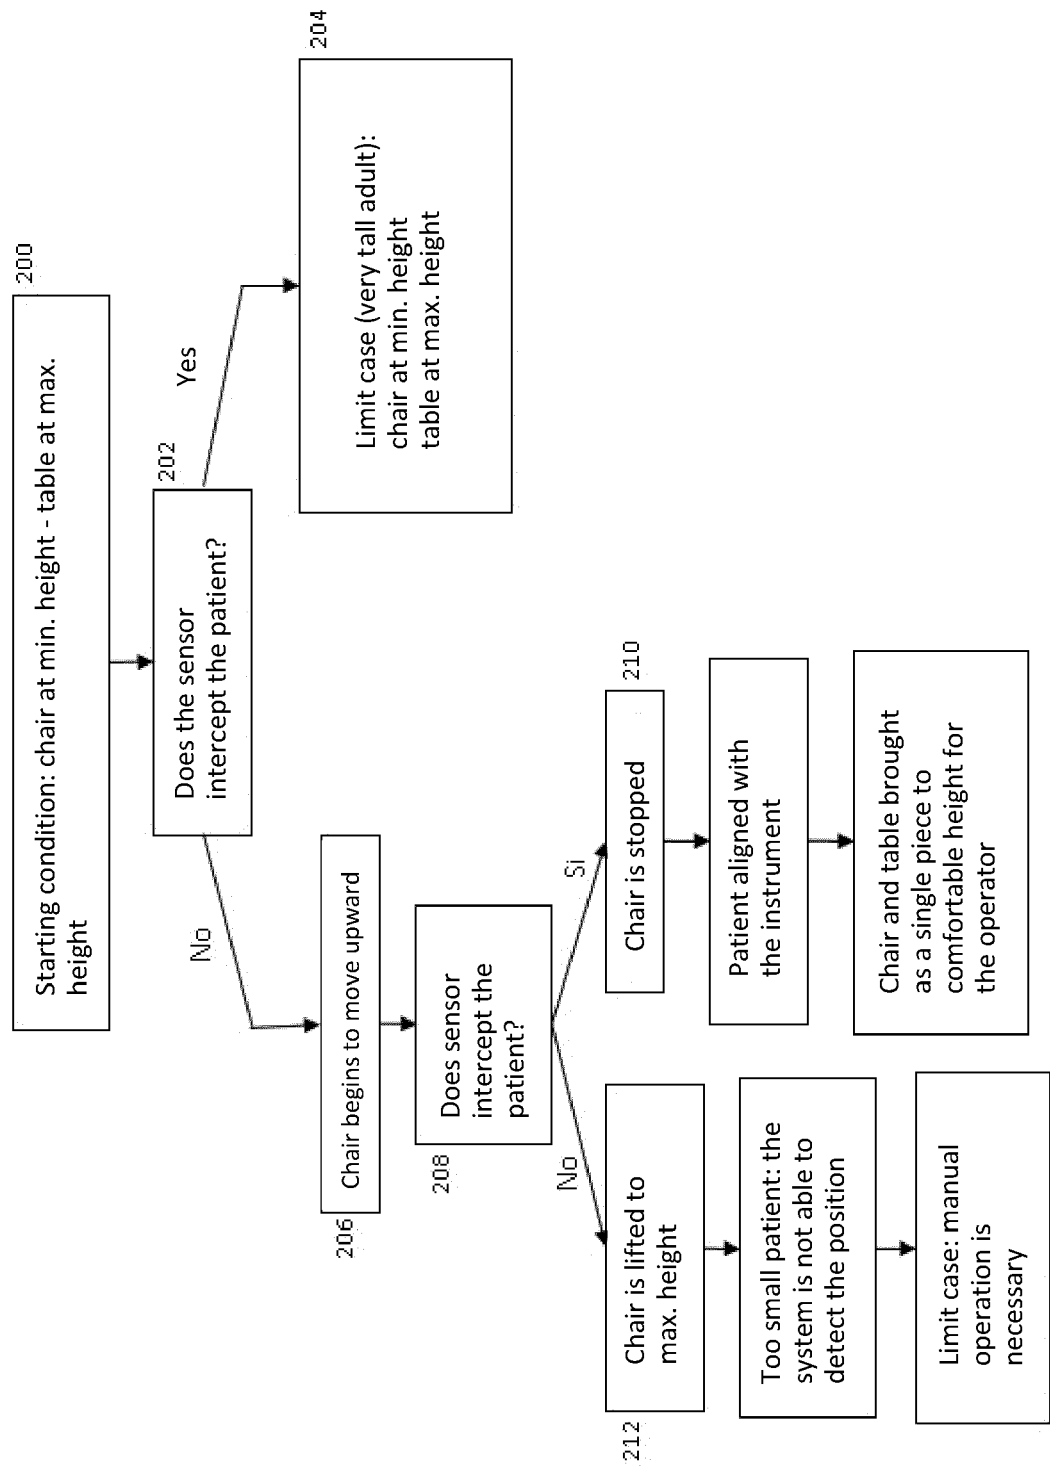 200
Starting condition: chair at min. height - table at max.
height
202
Does the sensor
intercept the patient?
Yes
204
Limit case (very tall adult):
chair at min. height
table at max. height
No
206
Chair begins to move upward
208
Does sensor
intercept the
patient?
Si
210
Chair is stopped
Patient aligned with
the instrument
Chair and table brought
as a single piece to
comfortable height for
the operator
No
212
Chair is lifted to
max. height
Too small patient: the
system is not able to
detect the position
Limit case: manual
operation is
necessary